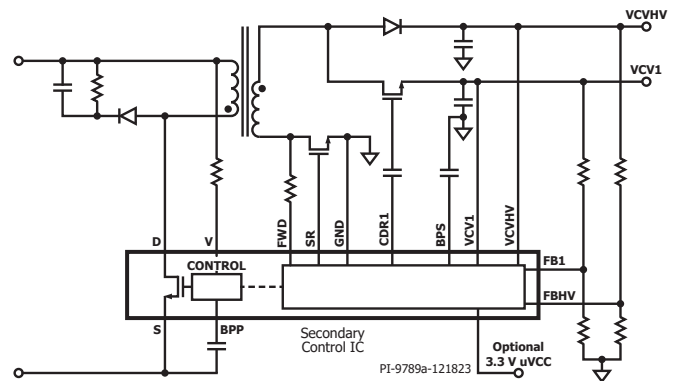 VCVHV
VCV1
D
V
FWD
SR
GND
CDR1
BPS
VCV1
VCVHV
CONTROL
FB1
FBHV
S
BPP
Secondary
Control IC
PI-9789a-121823
Optional
3.3 V uVCC